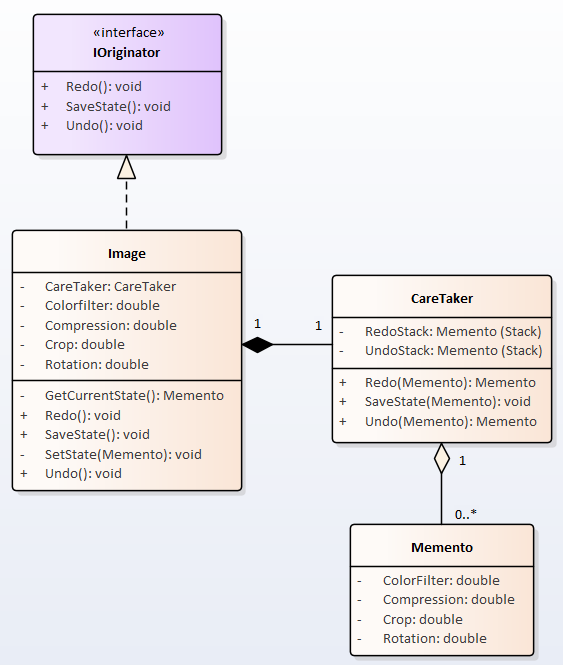 «interface»
IOriginator
+ Redo(): void
+ SaveState(): void
+ Undo(): void
Image
- CareTaker: CareTaker
- Colorfilter: double
- Compression: double
- Crop: double
- Rotation: double
- GetCurrentState(): Memento
+ Redo(): void
+ SaveState(): void
- SetState(Memento): void
+ Undo(): void
1
1
CareTaker
- RedoStack: Memento (Stack)
- UndoStack: Memento (Stack)
+ Redo(Memento): Memento
+ SaveState(Memento): void
+ Undo(Memento): Memento
1
0..*
Memento
- ColorFilter: double
- Compression: double
- Crop: double
- Rotation: double